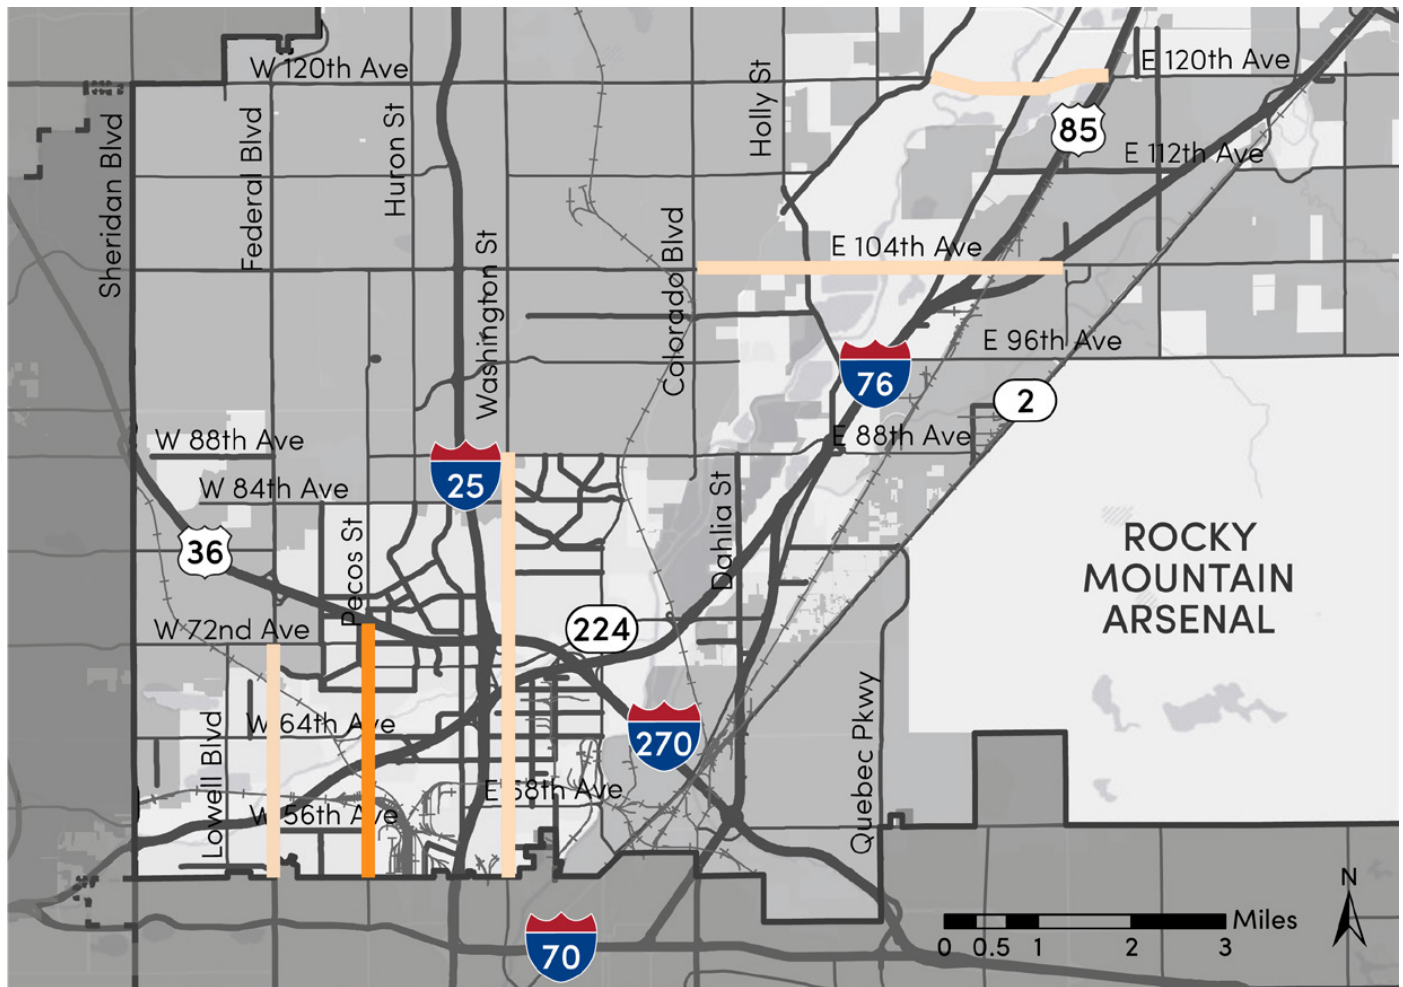 W 120th Ave
E 120th Ave
Holly St
Huron St
Federal Blvd
Sheridan Blvd
85
E 112th Ave
Washington St
Colorado Blvd
E 104th Ave
E 96th Ave
76
2
W 88th Ave
E 88th Ave
25
W 84th Ave
Dahlia St
Pecos St
36
ROCKY
MOUNTAIN
ARSENAL
W 72nd Ave
224
Lowell Blvd
W 64th Ave
270
Quebec Pkwy
E 58th Ave
W 56th Ave
N
Miles
0 0.5 1 2 3
70